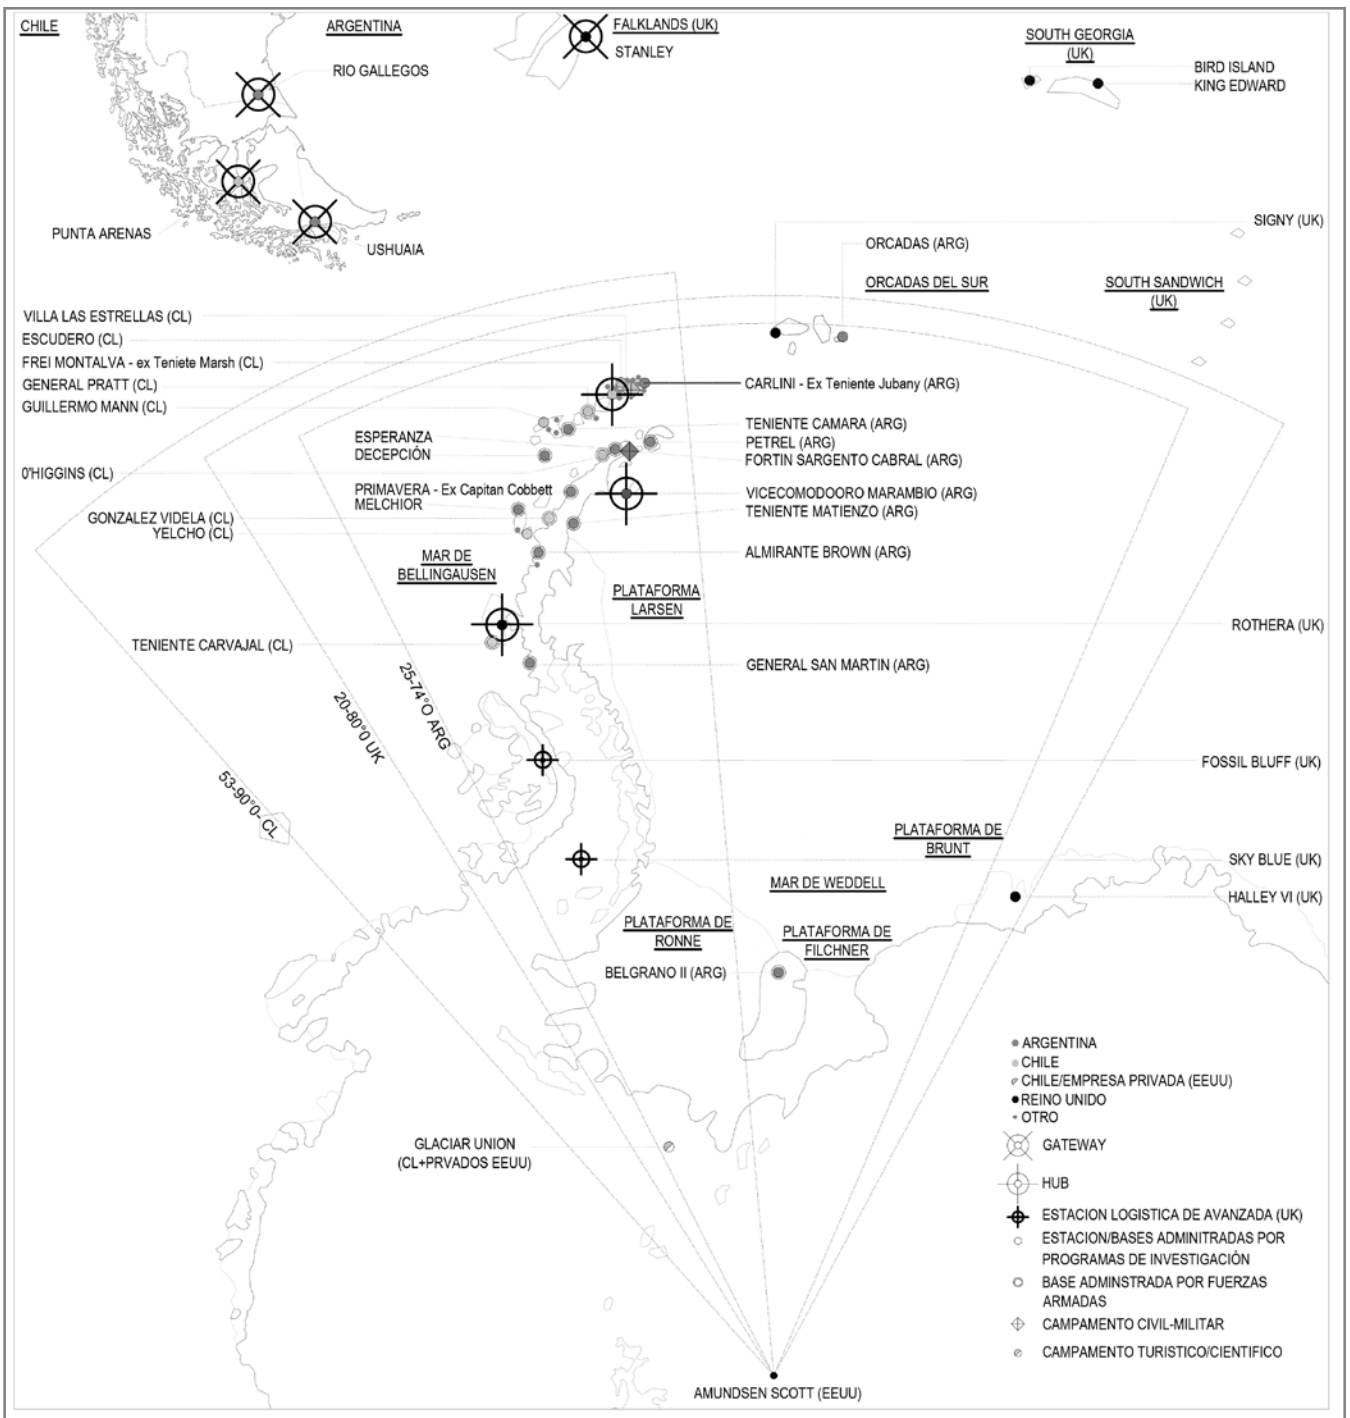 CHILE
ARGENTINA
FALKLANDS (UK)
STANLEY
SOUTH GEORGIA
(UK)
BIRD ISLAND
KING EDWARD
RIO GALLEGOS
PUNTA ARENAS
USHUAIA
SIGNY (UK)
ORCADAS (ARG)
ORCADAS DEL SUR
SOUTH SANDWICH
(UK)
VILLA LAS ESTRELLAS (CL)
ESCUDERO (CL)
FREI MONTALVA - ex Teniete Marsh (CL)
GENERAL PRATT (CL)
GUILLERMO MANN (CL)
CARLINI - Ex Teniente Jubany (ARG)
TENIENTE CAMARA (ARG)
ESPERANZA
DECEPCIÓN
PETREL (ARG)
FORTIN SARGENTO CABRAL (ARG)
0'HIGGINS (CL)
PRIMAVERA - Ex Capitan Cobbett
MELCHIOR
VICECOMODOORO MARAMBIO (ARG)
TENIENTE MATIENZO (ARG)
GONZALEZ VIDELA (CL)
YELCHO (CL)
MAR DE
BELLINGAUSEN
ALMIRANTE BROWN (ARG)
PLATAFORMA
LARSEN
ROTHERA (UK)
TENIENTE CARVAJAL (CL)
GENERAL SAN MARTIN (ARG)
25-74°O ARG
20-80°0 UK
53-90°0- CL
FOSSIL BLUFF (UK)
PLATAFORMA DE
BRUNT
SKY BLUE (UK)
MAR DE WEDDELL
HALLEY VI (UK)
PLATAFORMA DE
RONNE
PLATAFORMA DE
FILCHNER
BELGRANO II (ARG)
ARGENTINA
CHILE
CHILE/EMPRESA PRIVADA (EEUU)
REINO UNIDO
OTRO
GATEWAY
HUB
ESTACION LOGISTICA DE AVANZADA (UK)
ESTACION/BASES ADMINITRADAS POR
PROGRAMAS DE INVESTIGACIÓN
BASE ADMINSTRADA POR FUERZAS
ARMADAS
CAMPAMENTO CIVIL-MILITAR
CAMPAMENTO TURISTICO/CIENTIFICO
GLACIAR UNION
(CL+PRVADOS EEUU)
AMUNDSEN SCOTT (EEUU)